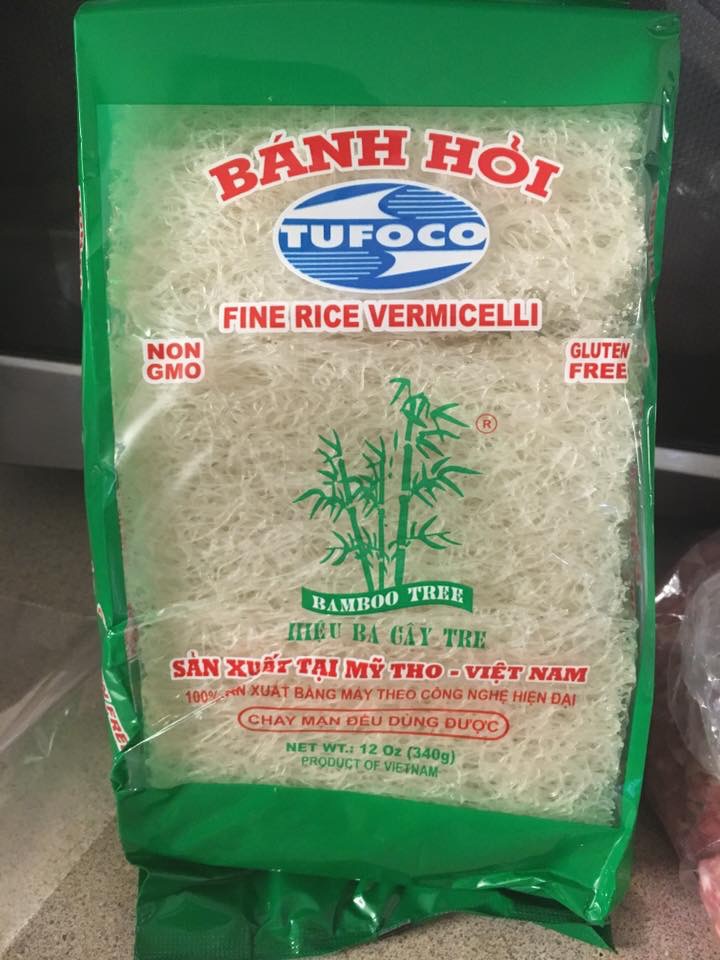 BÁNH HỎI
TUFOCO
FINE RICE VERMICELLI
NON
GMO
GLUTEN
FREE
®
BAMBOO TREE
HIỆU BA CÂY TRE
SẢN XUẤT TẠI MỸ THO - VIỆT NAM
100% XUẤT BẰNG MÁY THEO CÔNG NGHỆ HIỆN ĐẠI
CHAY MẠN ĐỀU DÙNG ĐƯỢC
NET WT.: 12 Oz (340g)
PRODUCT OF VIETNAM